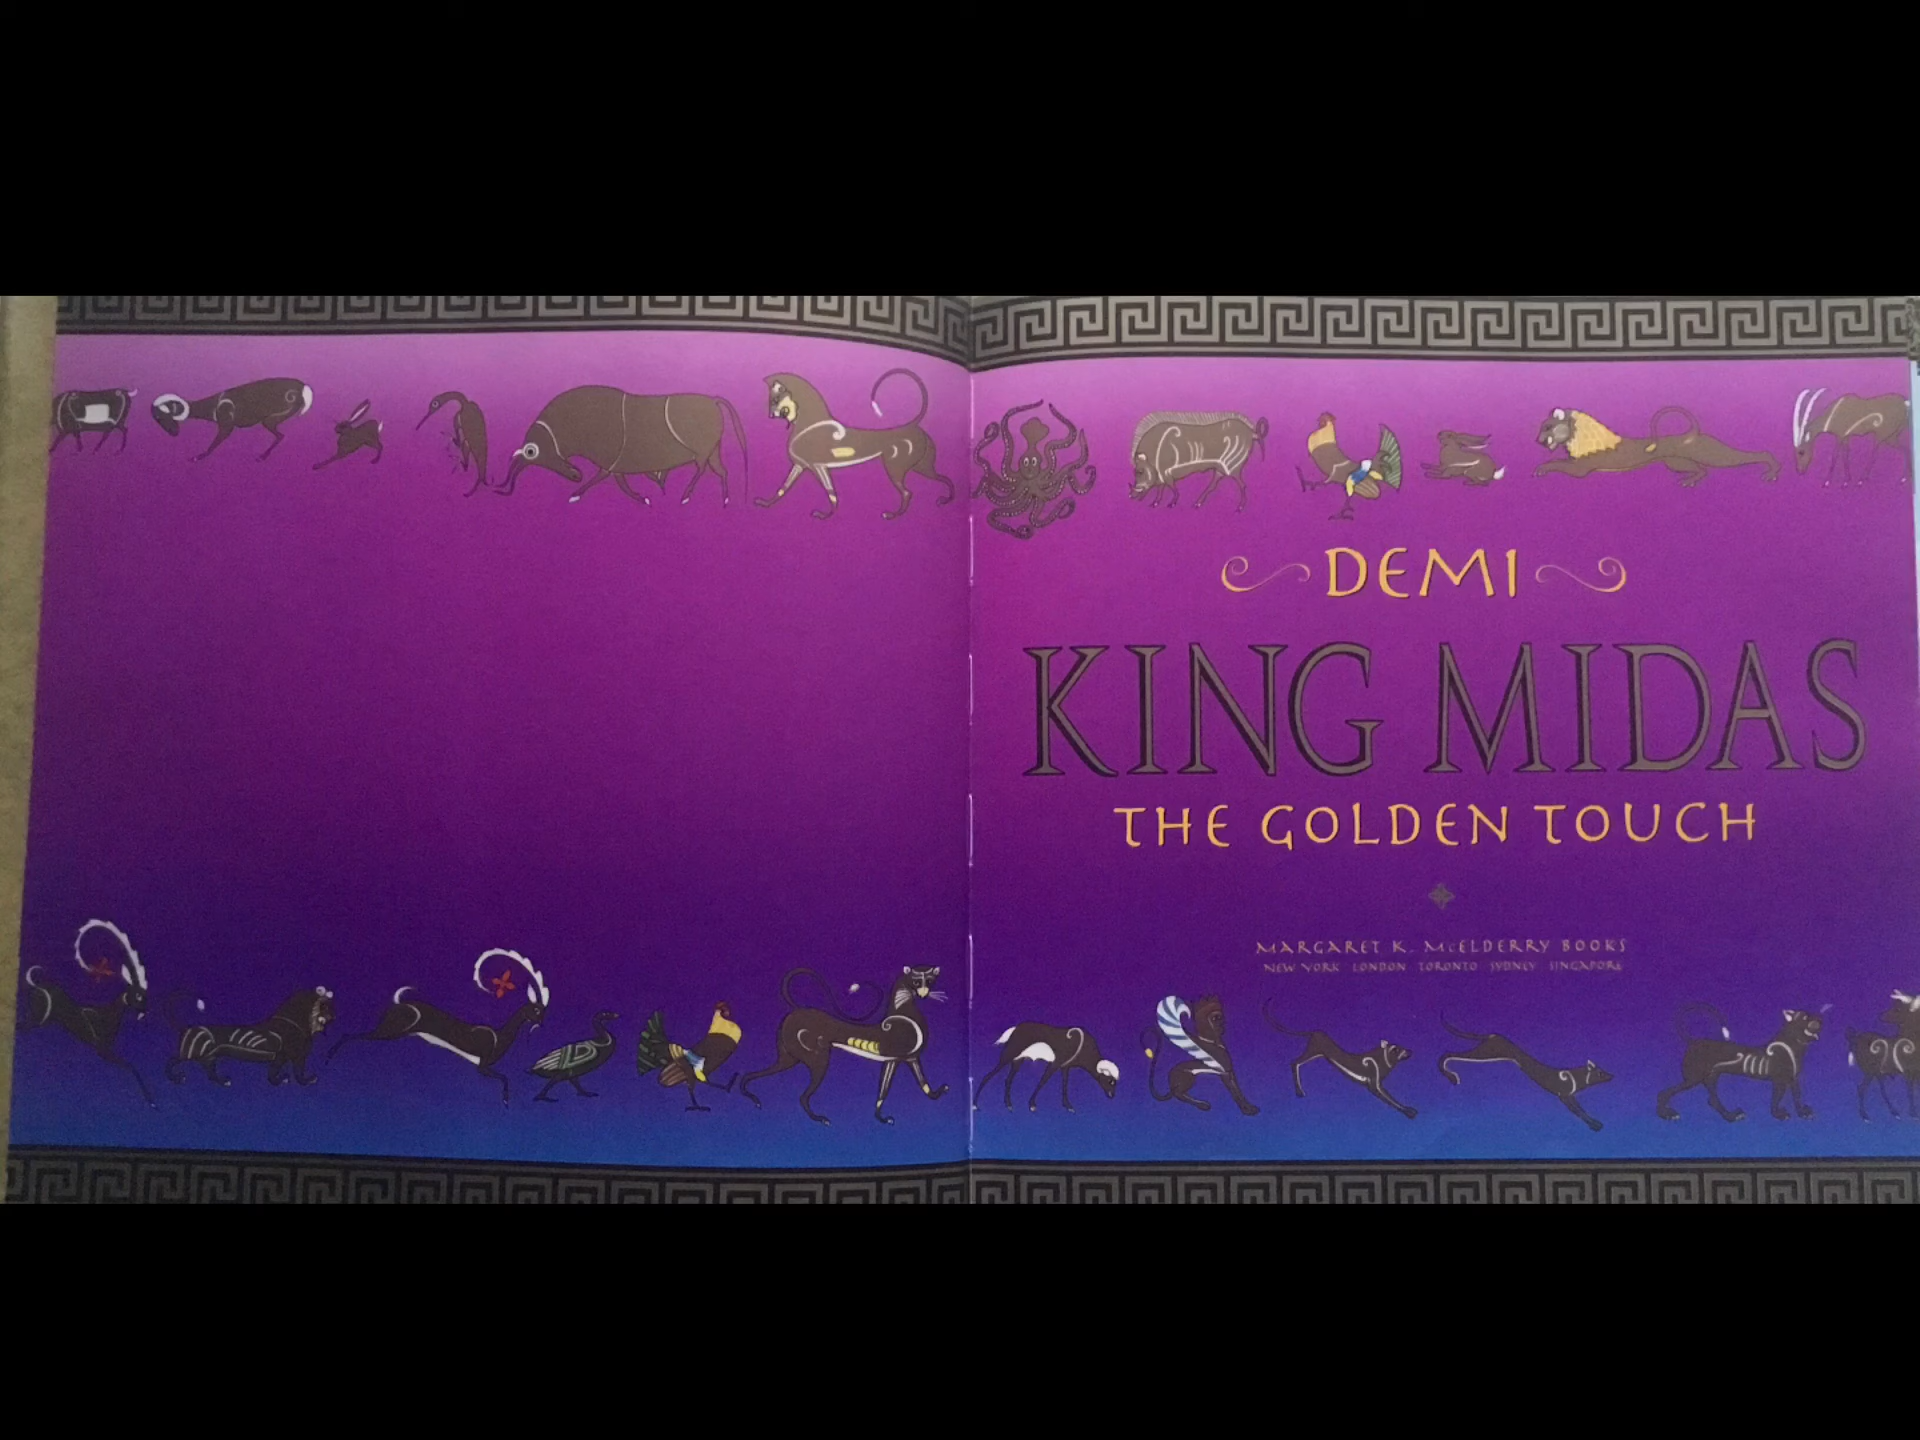 DEMI
KING MIDAS
THE GOLDEN TOUCH
MARGARET K. McELDERRY BOOKS
NEW YORK LONDON TORONTO SYDNEY SINGAPORE